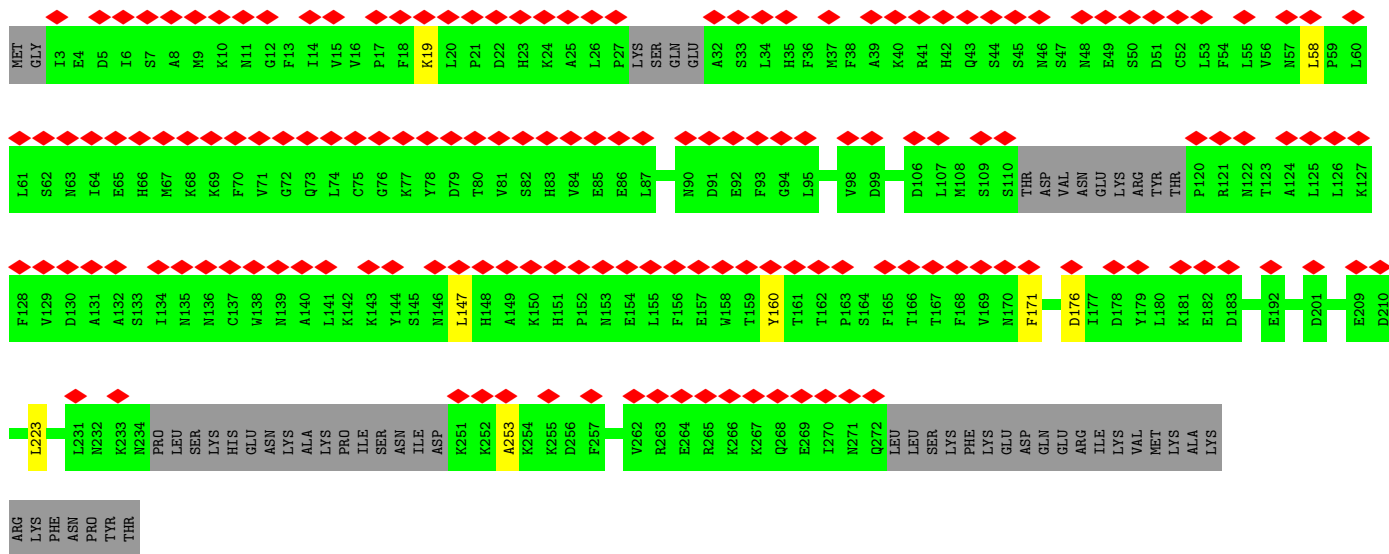 MET GLY I3 E4 D5 I6 S7 A8 M9 K10 N11 G12 F13 I14 V15 V16 P17 F18 K19 L20 P21 D22 H23 K24 A25 L26 P27 LYS SER GLN GLU A32 S33 L34 H35 F36 M37 F38 A39 K40 R41 H42 Q43 S44 S45 N46 S47 N48 E49 S50 D51 C52 L53 F54 L55 V56 N57 L58 P59 L60
L61 S62 N63 I64 E65 H66 M67 K68 K69 F70 V71 G72 Q73 L74 C75 G76 K77 Y78 D79 T80 V81 S82 H83 V84 E85 E86 L87 N90 D91 E92 F93 G94 L95 V98 D99 D106 L107 M108 S109 S110 THR ASP VAL ASN GLU LYS ARG TYR THR P120 R121 N122 T123 A124 L125 L126 K127
F128 V129 D130 A131 A132 S133 I134 N135 N136 C137 W138 N139 A140 L141 K142 K143 Y144 S145 N146 L147 H148 A149 K150 H151 P152 N153 E154 L155 F156 E157 W158 T159 Y160 T161 T162 P163 S164 F165 T166 T167 F168 V169 N170 F171 D176 I177 D178 Y179 L180 K181 E182 D183 E192 D201 E209 D210
L223 L231 N232 K233 N234 PRO LEU SER LYS HIS GLU ASN LYS ALA LYS PRO ILE SER ASN ILE ASP K251 K252 A253 K254 K255 D256 F257 V262 R263 E264 R265 K266 K267 Q268 E269 I270 N271 Q272 LEU LEU SER LYS PHE LYS GLU ASP GLN GLU ARG ILE LYS VAL MET LYS ALA LYS
ARG LYS PHE ASN PRO TYR THR